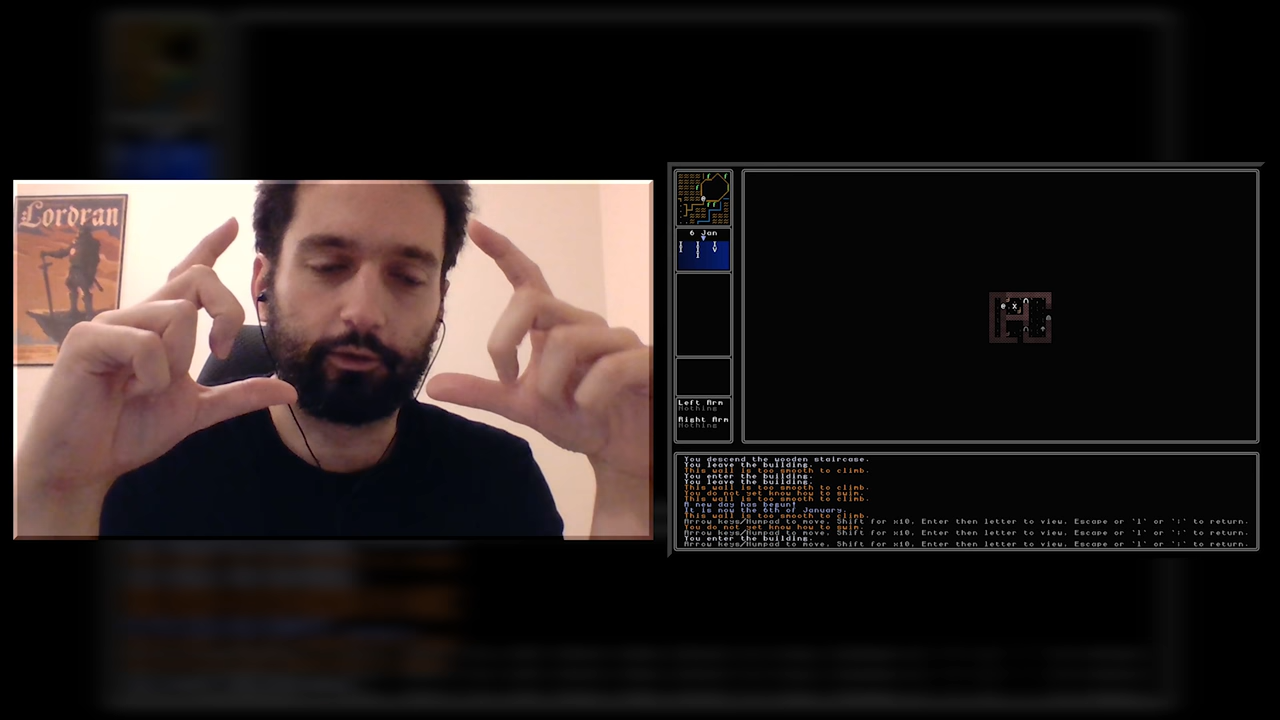 Lordran
6 Jan
I I I
I I V
I
Left Arm
Nothing
Right Arm
Nothing
You descend the wooden staircase.
You leave the building.
This wall is too smooth to climb.
You enter the building.
You leave the building.
This wall is too smooth to climb.
You do not yet know how to swim.
This wall is too smooth to climb.
A new day has begun!
It is now the 6th of January.
This wall is too smooth to climb.
Arrow keys/Numpad to move, Shift for x10, Enter then letter to view. Escape or 'l' or ';' to return.
You do not yet know how to swim.
Arrow keys/Numpad to move, Shift for x10, Enter then letter to view. Escape or 'l' or ';' to return.
You enter the building.
Arrow keys/Numpad to move, Shift for x10, Enter then letter to view. Escape or 'l' or ';' to return.